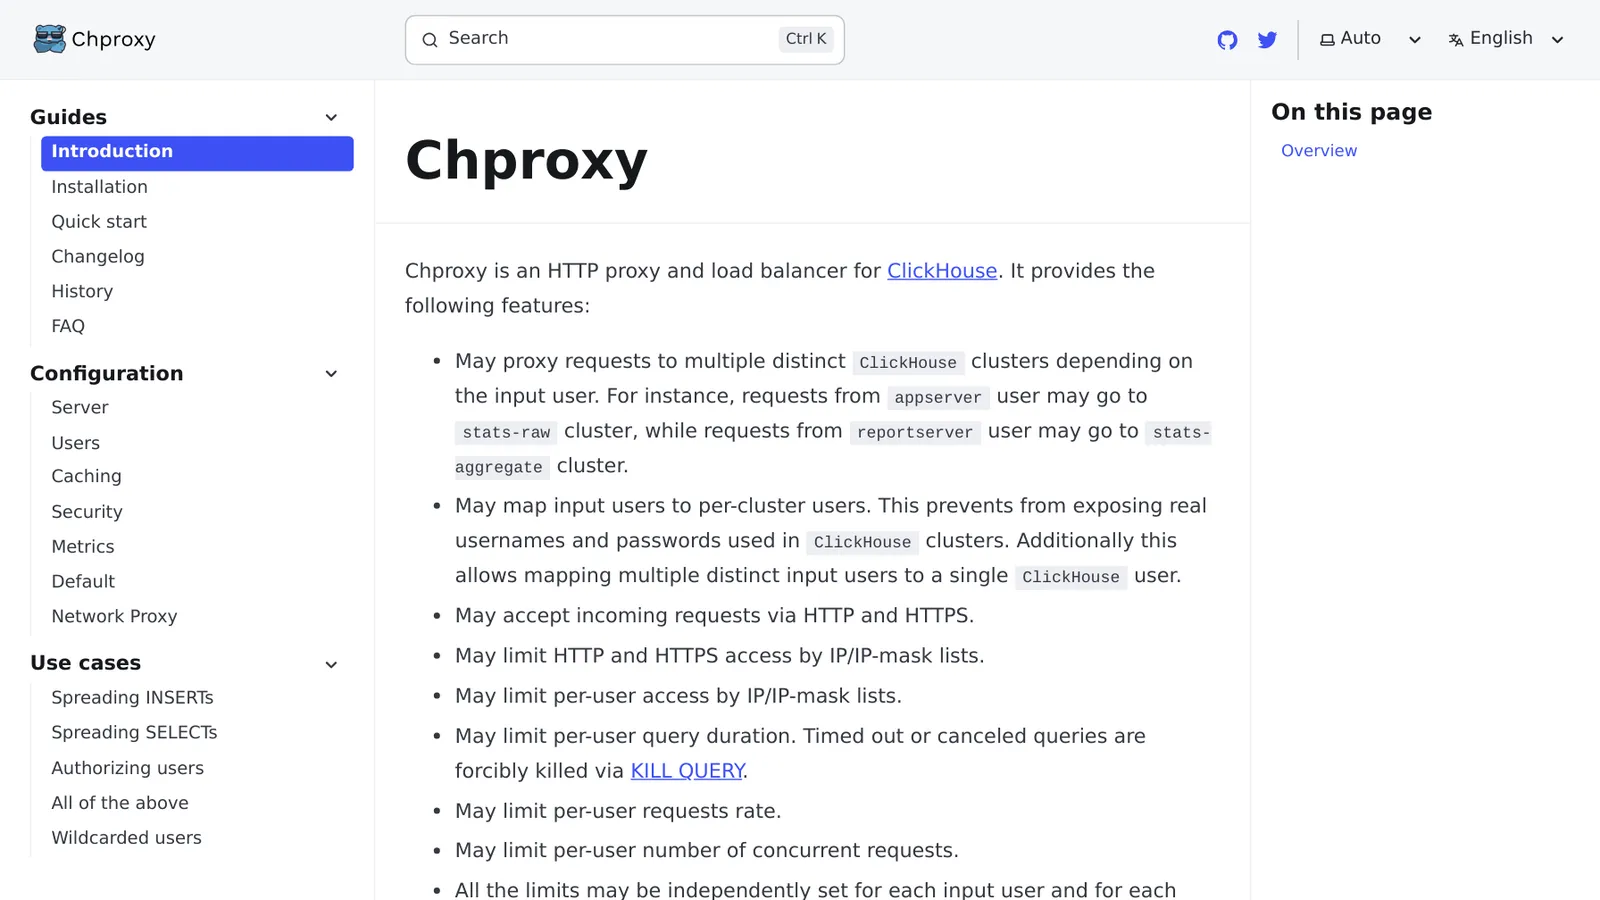 Chproxy
Search
Ctrl K
Auto
English
Guides
Introduction
Installation
Quick start
Changelog
History
FAQ
Configuration
Server
Users
Caching
Security
Metrics
Default
Network Proxy
Use cases
Spreading INSERTs
Spreading SELECTs
Authorizing users
All of the above
Wildcarded users
Chproxy
Chproxy is an HTTP proxy and load balancer for ClickHouse. It provides the
following features:
• May proxy requests to multiple distinct ClickHouse clusters depending on
the input user. For instance, requests from appserver user may go to
stats-raw cluster, while requests from reportserver user may go to stats-
aggregate cluster.
• May map input users to per-cluster users. This prevents from exposing real
usernames and passwords used in ClickHouse clusters. Additionally this
allows mapping multiple distinct input users to a single ClickHouse user.
• May accept incoming requests via HTTP and HTTPS.
• May limit HTTP and HTTPS access by IP/IP-mask lists.
• May limit per-user access by IP/IP-mask lists.
• May limit per-user query duration. Timed out or canceled queries are
forcibly killed via KILL QUERY.
• May limit per-user requests rate.
• May limit per-user number of concurrent requests.
• All the limits may be independently set for each input user and for each
On this page
Overview